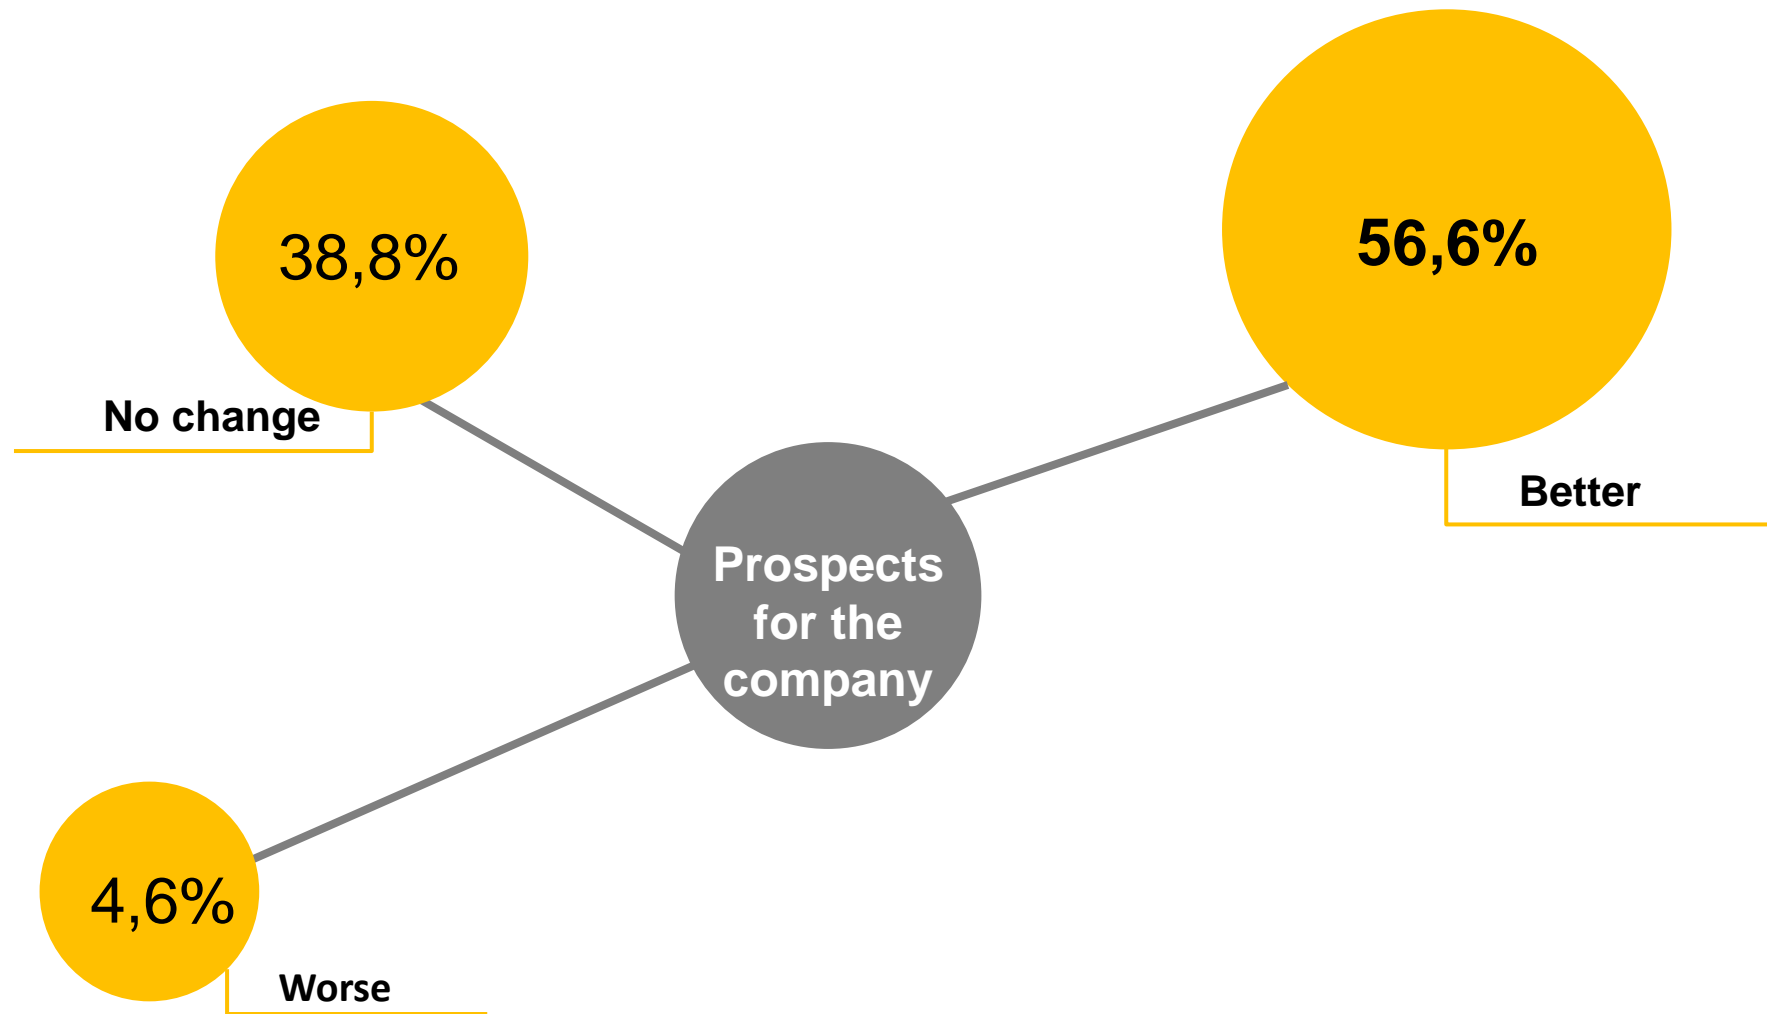 38,8%
No change
56,6%
Better
Prospects
for the
company
4,6%
Worse